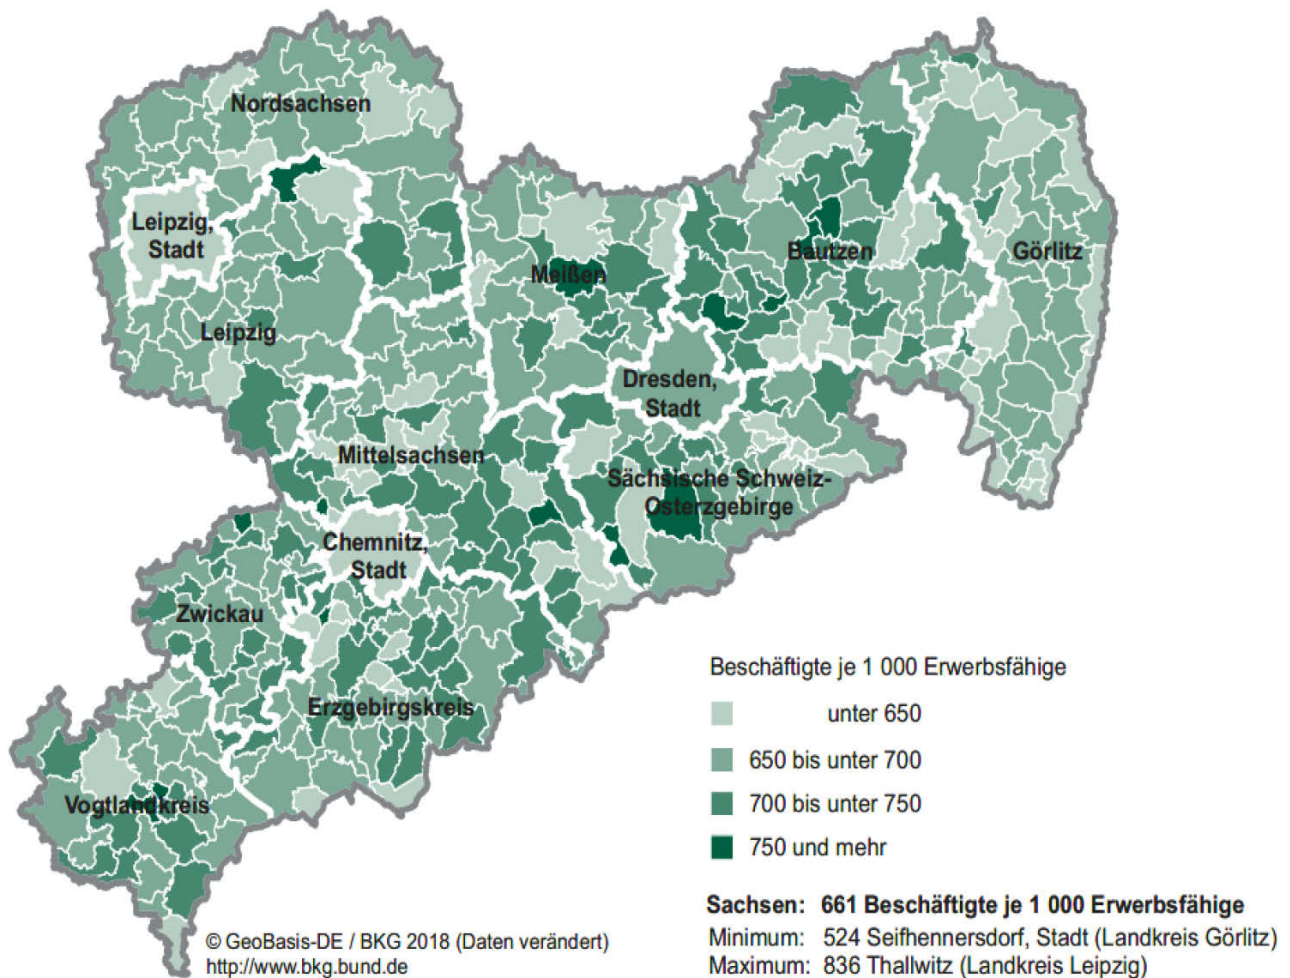 Nordsachsen
Leipzig,
Stadt
Bautzen
Görlitz
Meißen
Leipzig
Dresden,
Stadt
Mittelsachsen
Sächsische Schweiz-
Osterzgebirge
Chemnitz,
Stadt
Zwickau
Erzgebirgskreis
Vogtlandkreis
Beschäftigte je 1 000 Erwerbsfähige
unter 650
650 bis unter 700
700 bis unter 750
750 und mehr
Sachsen: 661 Beschäftigte je 1 000 Erwerbsfähige
Minimum: 524 Seifhennersdorf, Stadt (Landkreis Görlitz)
Maximum: 836 Thallwitz (Landkreis Leipzig)
© GeoBasis-DE / BKG 2018 (Daten verändert)
http://www.bkg.bund.de